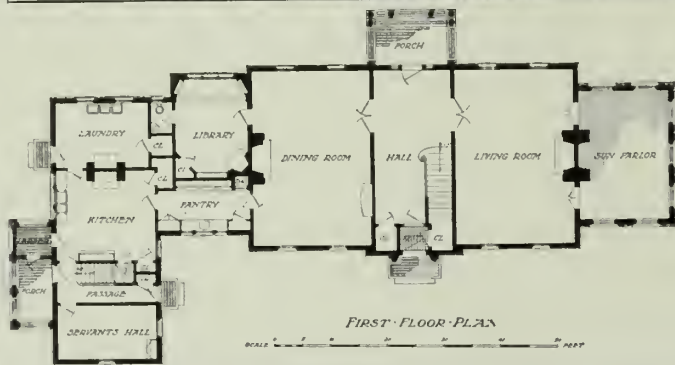 PORCH
LAUNDRY
LIBRARY
CL
CL
CL
DINING ROOM
HALL
LIVING ROOM
SUN PARLOR
KITCHEN
PANTRY
CL
PORCH
PASSAGE
SERVANTS HALL
FIRST · FLOOR · PLAN
SCALE
FEET